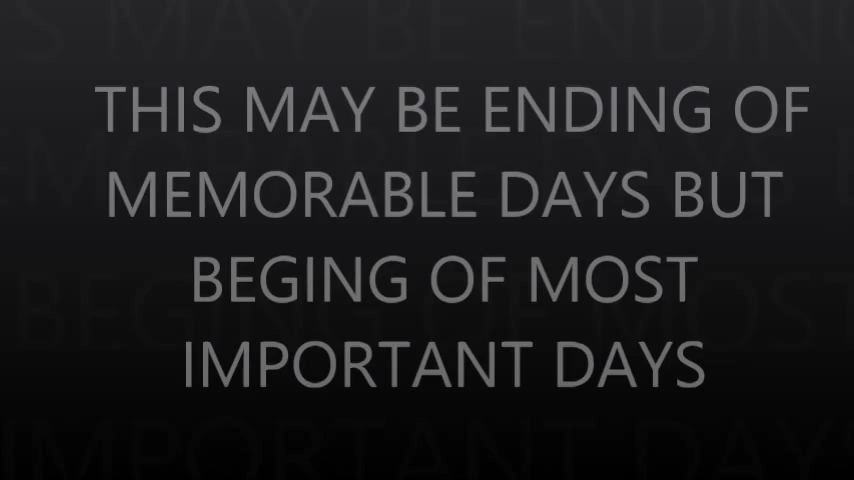 THIS MAY BE ENDING OF
MEMORABLE DAYS BUT
BEGING OF MOST
IMPORTANT DAYS